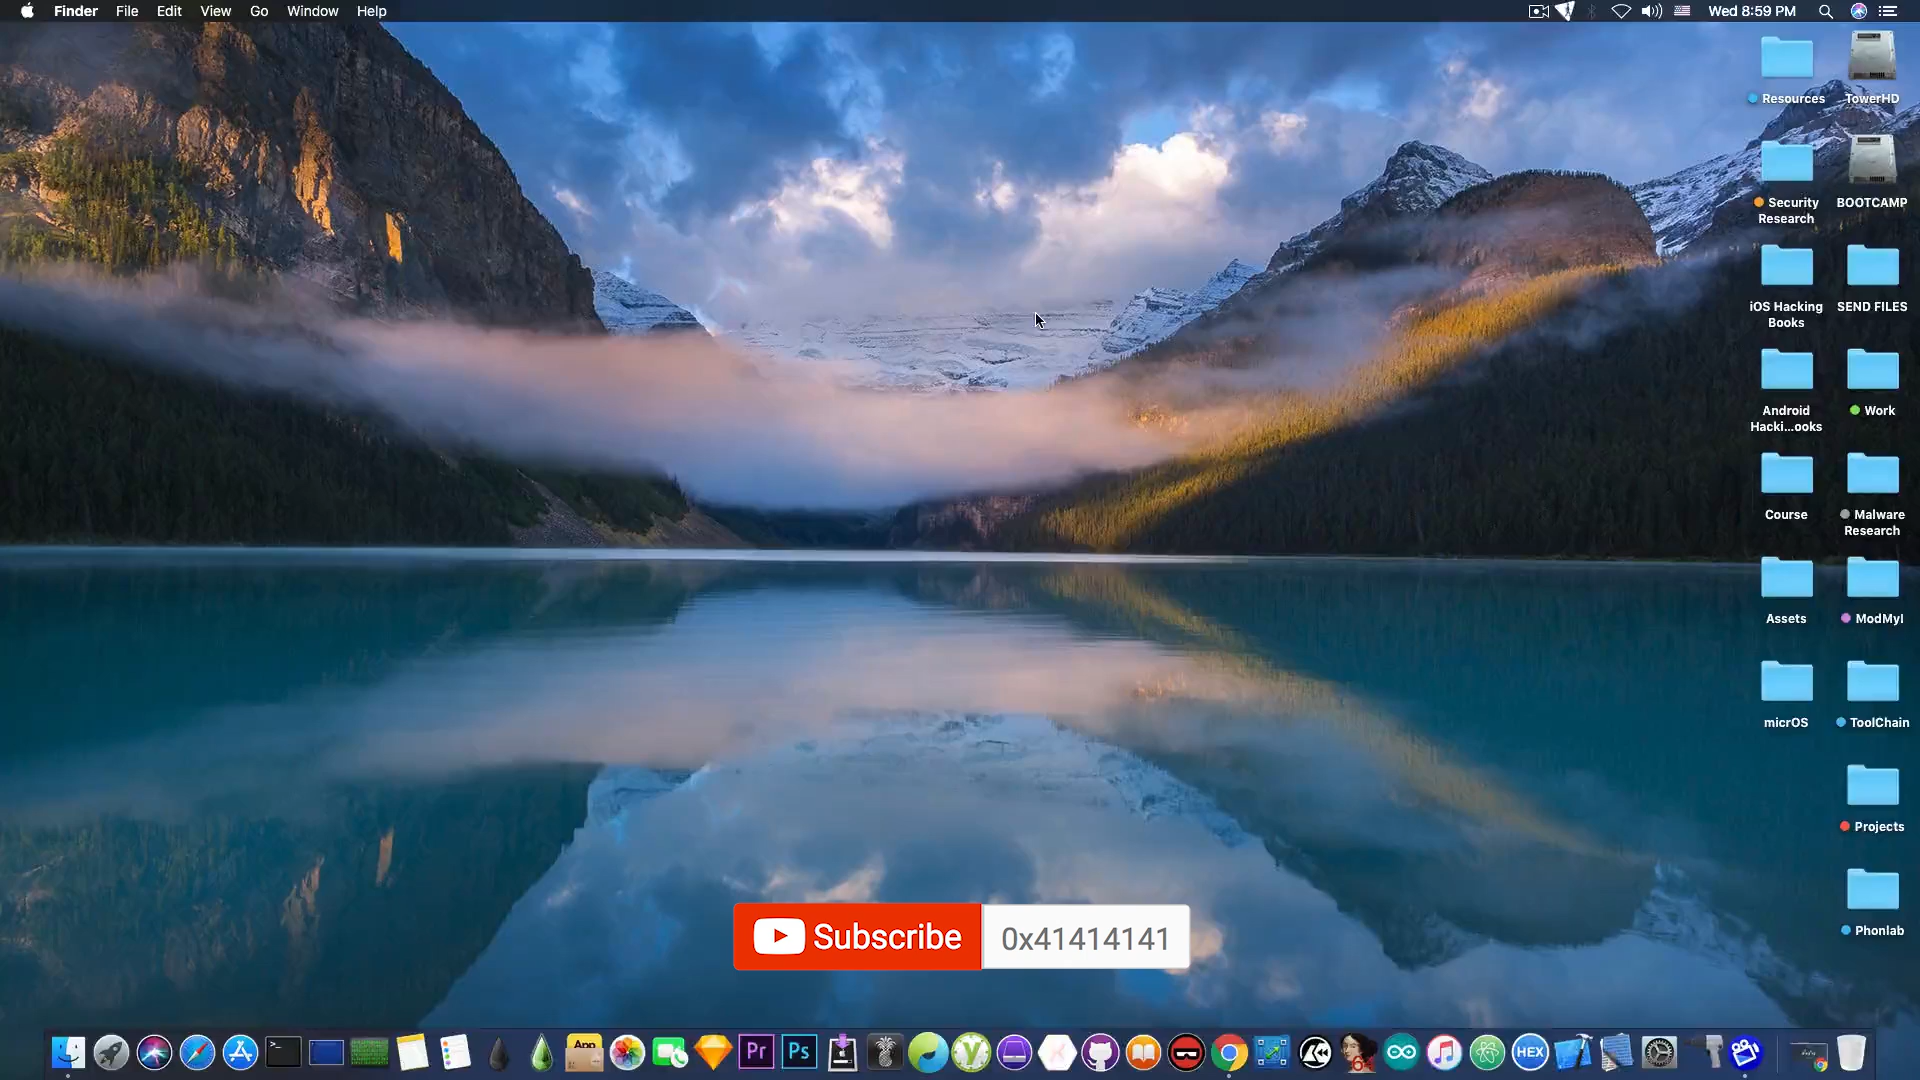 Finder File Edit View Go Window Help
Wed 8:59 PM
Resources
TowerHD
Security
Research
BOOTCAMP
iOS Hacking
Books
SEND FILES
Android
Hacki...ooks
Work
Course
Malware
Research
Assets
ModMyI
micrOS
ToolChain
Projects
Phonlab
Subscribe
0x41414141
App
Pr
Ps
HEX